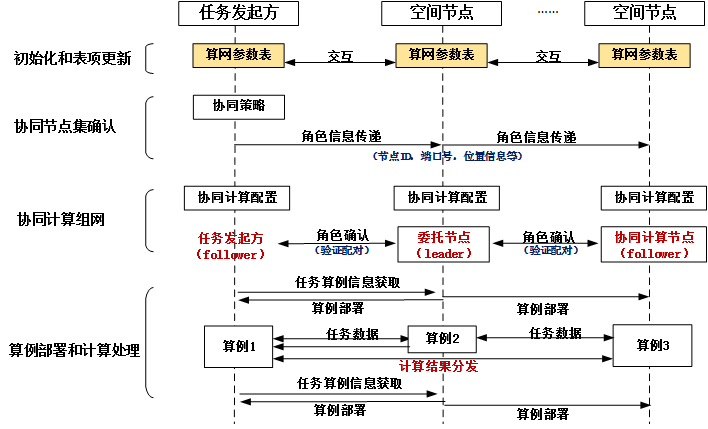 任务发起方
空间节点
……
空间节点
初始化和表项更新
算网参数表
交互
算网参数表
交互
算网参数表
协同节点集确认
协同策略
角色信息传递
角色信息传递
（节点ID，端口号，位置信息等）
协同计算组网
协同计算配置
协同计算配置
协同计算配置
任务发起方
（follower）
角色确认
（验证配对）
委托节点
（leader）
角色确认
（验证配对）
协同计算节点
（follower）
算例部署和计算处理
任务算例信息获取
算例部署
算例部署
算例1
任务数据
算例2
任务数据
算例3
计算结果分发
任务算例信息获取
算例部署
算例部署